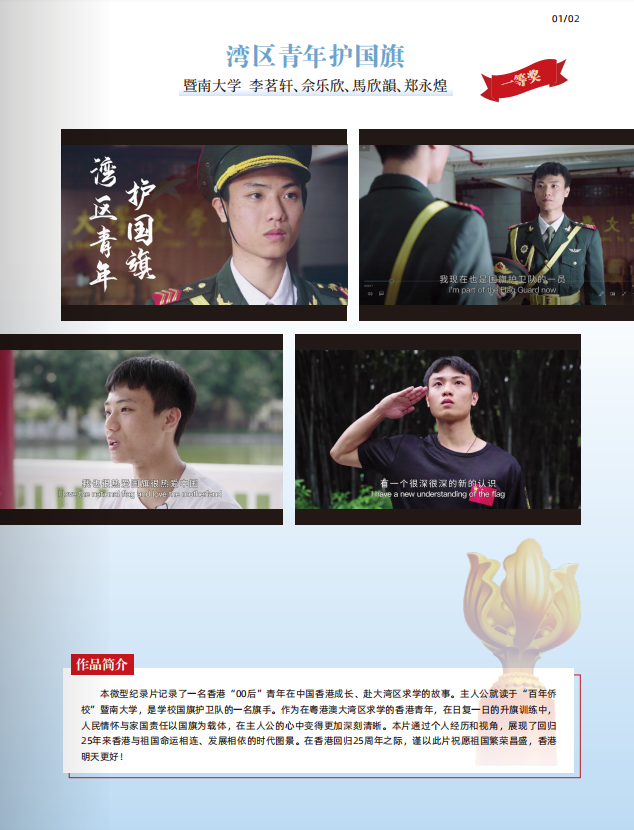 01/02
湾区青年护国旗
暨南大学 李茗轩、佘乐欣、馬欣韻、郑永煌
一等奖
护国旗
湾区青年
我现在也是国旗护卫队的一员
I'm part of the Flag Guard now
我也很热爱国旗很热爱中国
I love the national flag and love the motherland
有一个很深很深的新的认识
I have a new understanding of the flag
作品简介
本微型纪录片记录了一名香港“00后”青年在中国香港成长、赴大湾区求学的故事。主人公就读于“百年侨
校”暨南大学，是学校国旗护卫队的一名旗手。作为在粤港澳大湾区求学的香港青年，在日复一日的升旗训练中，
人民情怀与家国责任以国旗为载体，在主人公的心中变得更加深刻清晰。本片通过个人经历和视角，展现了回归
25年来香港与祖国命运相连、发展相依的时代图景。在香港回归25周年之际，谨以此片祝愿祖国繁荣昌盛，香港
明天更好！